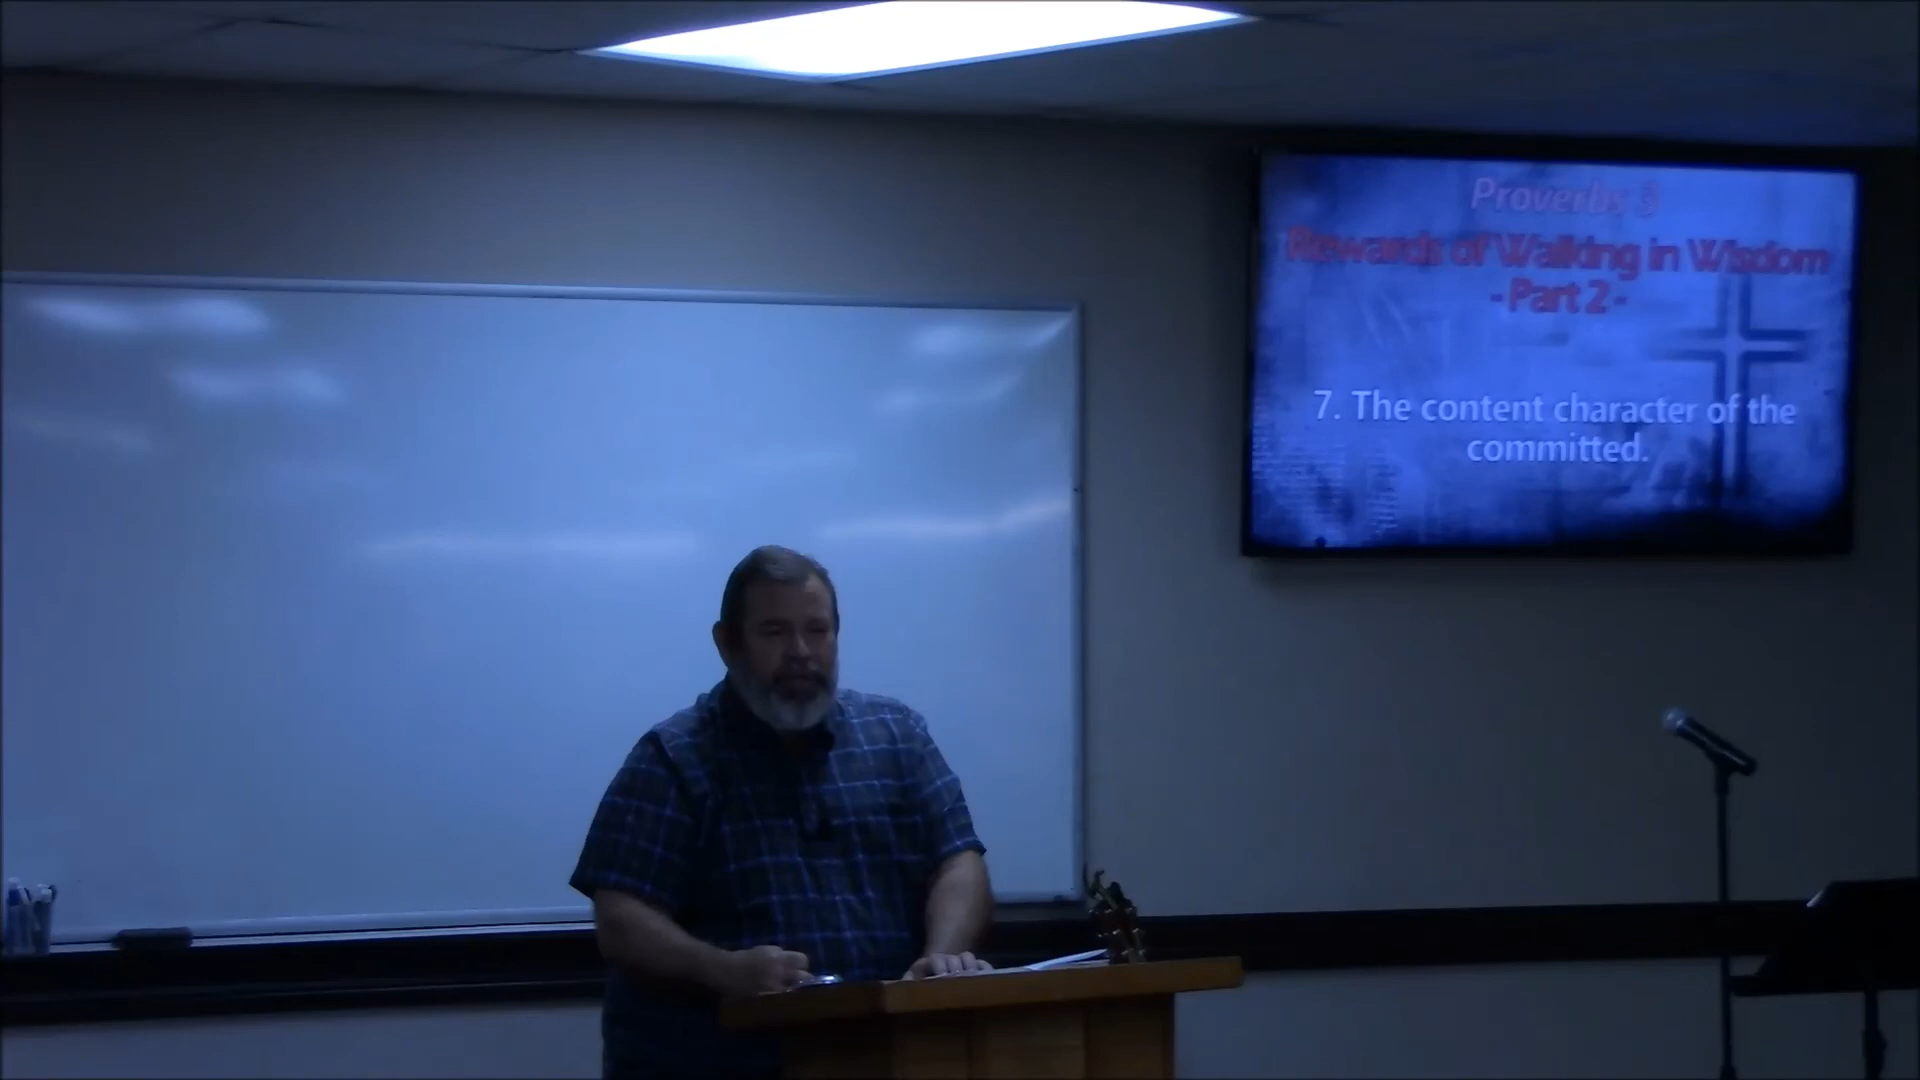 Proverbs 3
Rewards of Walking in Wisdom
- Part 2 -
7. The content character of the
committed.